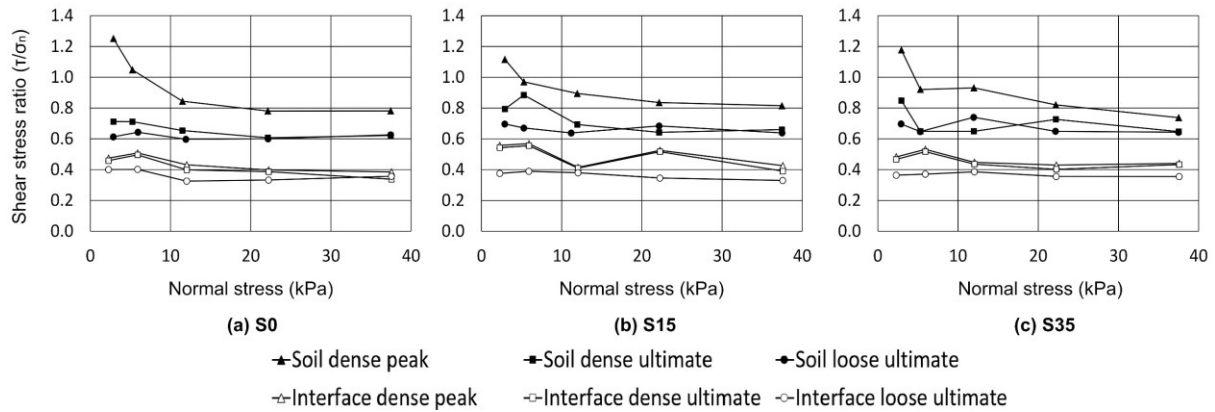 Shear stress ratio (τ/σn)
1.4
1.2
1.0
0.8
0.6
0.4
0.2
0.0
0 10 20 30 40
Normal stress (kPa)
(a) S0
1.4
1.2
1.0
0.8
0.6
0.4
0.2
0.0
0 10 20 30 40
Normal stress (kPa)
(b) S15
1.4
1.2
1.0
0.8
0.6
0.4
0.2
0.0
0 10 20 30 40
Normal stress (kPa)
(c) S35
Soil dense peak Soil dense ultimate Soil loose ultimate
Interface dense peak Interface dense ultimate Interface loose ultimate